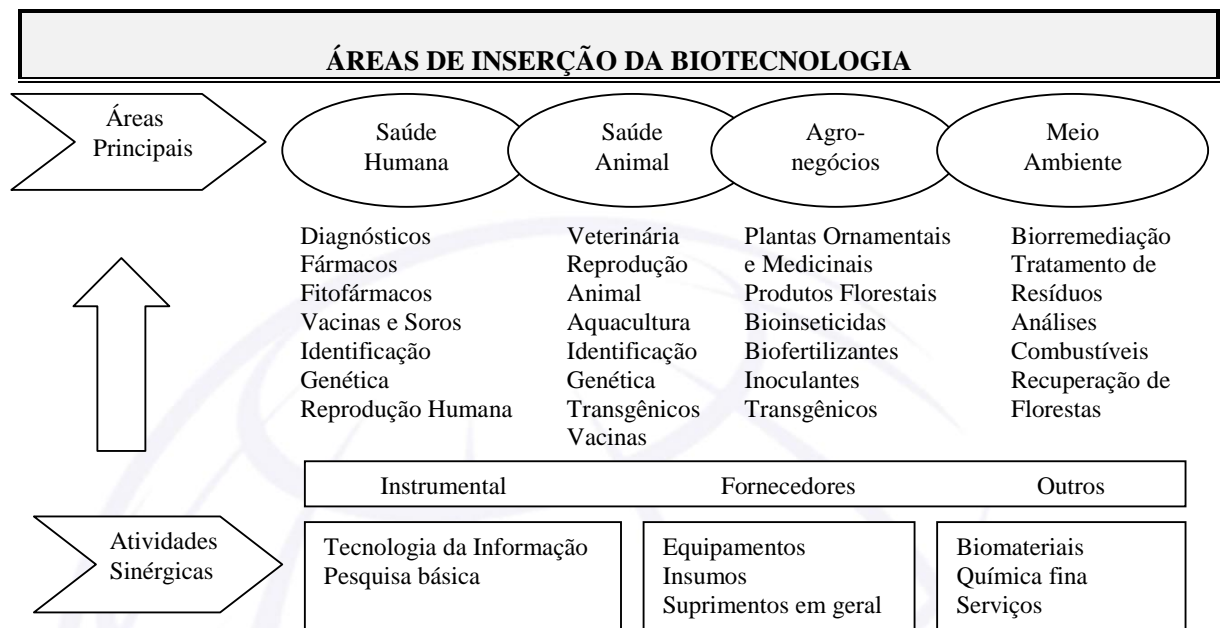 ÁREAS DE INSERÇÃO DA BIOTECNOLOGIA
Áreas
Principais
Saúde
Humana
Saúde
Animal
Agro-
negócios
Meio
Ambiente
Diagnósticos
Fármacos
Fitofármacos
Vacinas e Soros
Identificação
Genética
Reprodução Humana
Veterinária
Reprodução
Animal
Aquacultura
Identificação
Genética
Transgênicos
Vacinas
Plantas Ornamentais
e Medicinais
Produtos Florestais
Bioinseticidas
Biofertilizantes
Inoculantes
Transgênicos
Biorremediação
Tratamento de
Resíduos
Análises
Combustíveis
Recuperação de
Florestas
Instrumental Fornecedores Outros
Atividades
Sinérgicas
Tecnologia da Informação
Pesquisa básica
Equipamentos
Insumos
Suprimentos em geral
Biomateriais
Química fina
Serviços